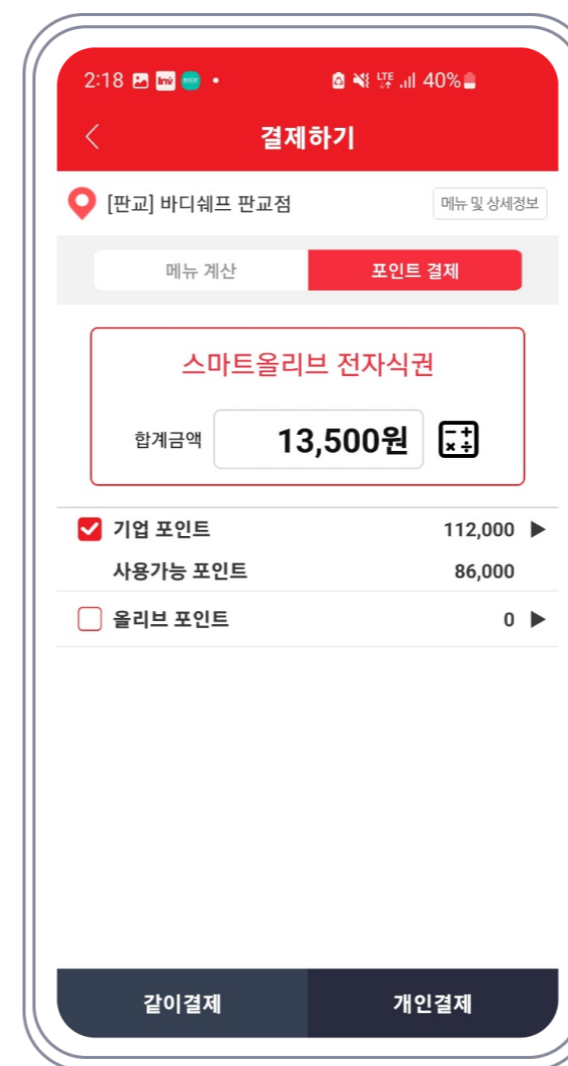 2:18 LTE 40%
결제하기
[판교] 바디쉐프 판교점 메뉴 및 상세정보
메뉴 계산 포인트 결제
스마트올리브 전자식권
합계금액 13,500원
기업 포인트 112,000 ▶
사용가능 포인트 86,000
올리브 포인트 0 ▶
같이결제 개인결제